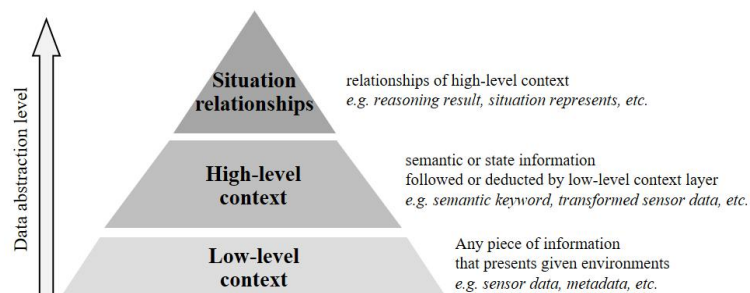 Data abstraction level
Situation
relationships
relationships of high-level context
e.g. reasoning result, situation represents, etc.
High-level
context
semantic or state information
followed or deducted by low-level context layer
e.g. semantic keyword, transformed sensor data, etc.
Low-level
context
Any piece of information
that presents given environments
e.g. sensor data, metadata, etc.